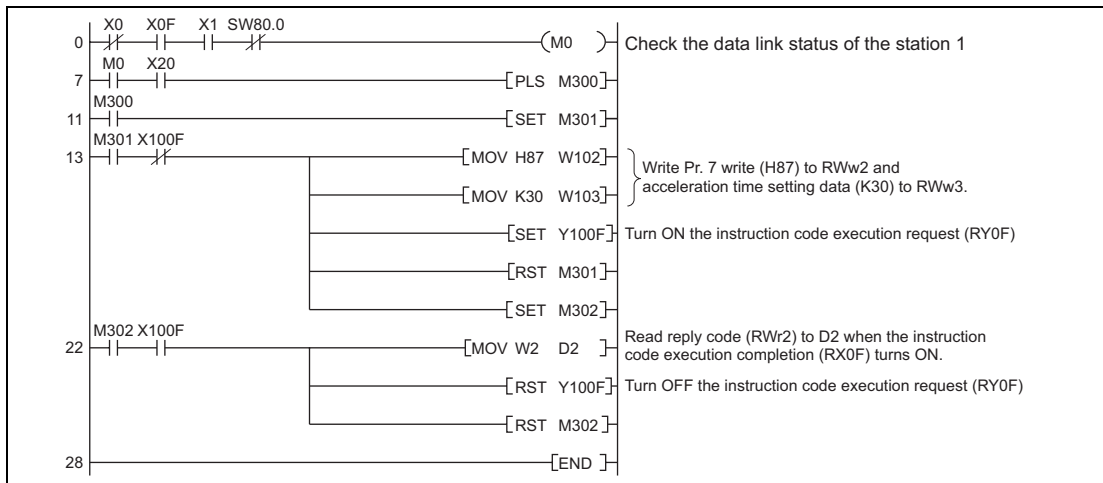 X0 X0F X1 SW80.0
0 (M0 ) Check the data link status of the station 1
M0 X20
7 [PLS M300]
M300
11 [SET M301]
M301 X100F
13 [MOV H87 W102]
Write Pr. 7 write (H87) to RWw2 and
acceleration time setting data (K30) to RWw3.
[MOV K30 W103]
[SET Y100F] Turn ON the instruction code execution request (RY0F)
[RST M301]
[SET M302]
M302 X100F
22 [MOV W2 D2 ] Read reply code (RWr2) to D2 when the instruction
code execution completion (RX0F) turns ON.
[RST Y100F] Turn OFF the instruction code execution request (RY0F)
[RST M302]
28 [END ]